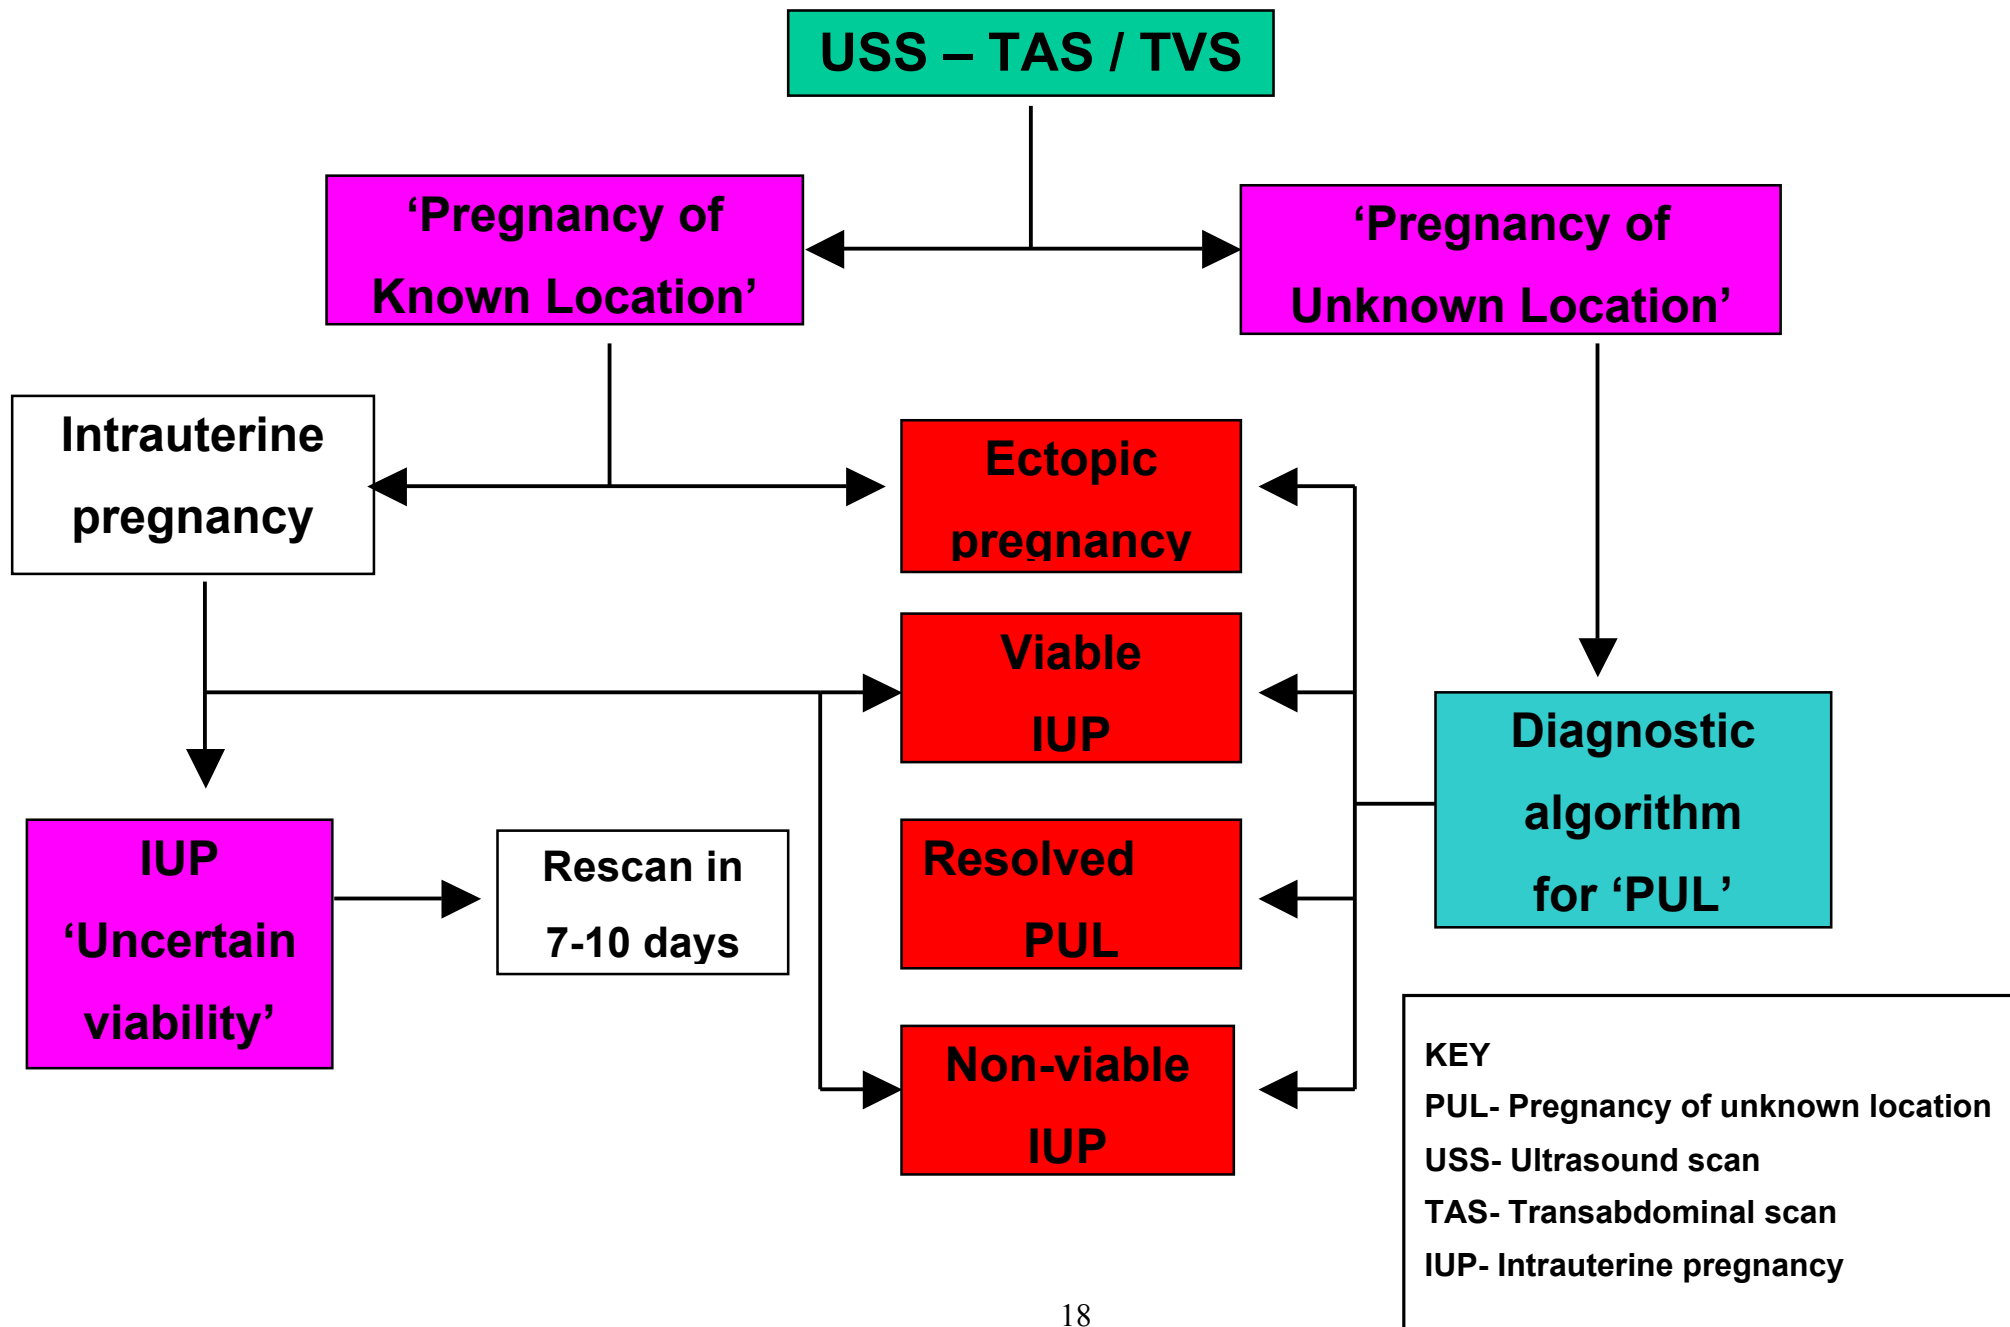 USS – TAS / TVS
‘Pregnancy of
Known Location’
‘Pregnancy of
Unknown Location’
Intrauterine
pregnancy
Ectopic
pregnancy
Viable
IUP
Diagnostic
algorithm
for ‘PUL’
IUP
‘Uncertain
viability’
Rescan in
7-10 days
Resolved
PUL
Non-viable
IUP
KEY
PUL- Pregnancy of unknown location
USS- Ultrasound scan
TAS- Transabdominal scan
IUP- Intrauterine pregnancy
18